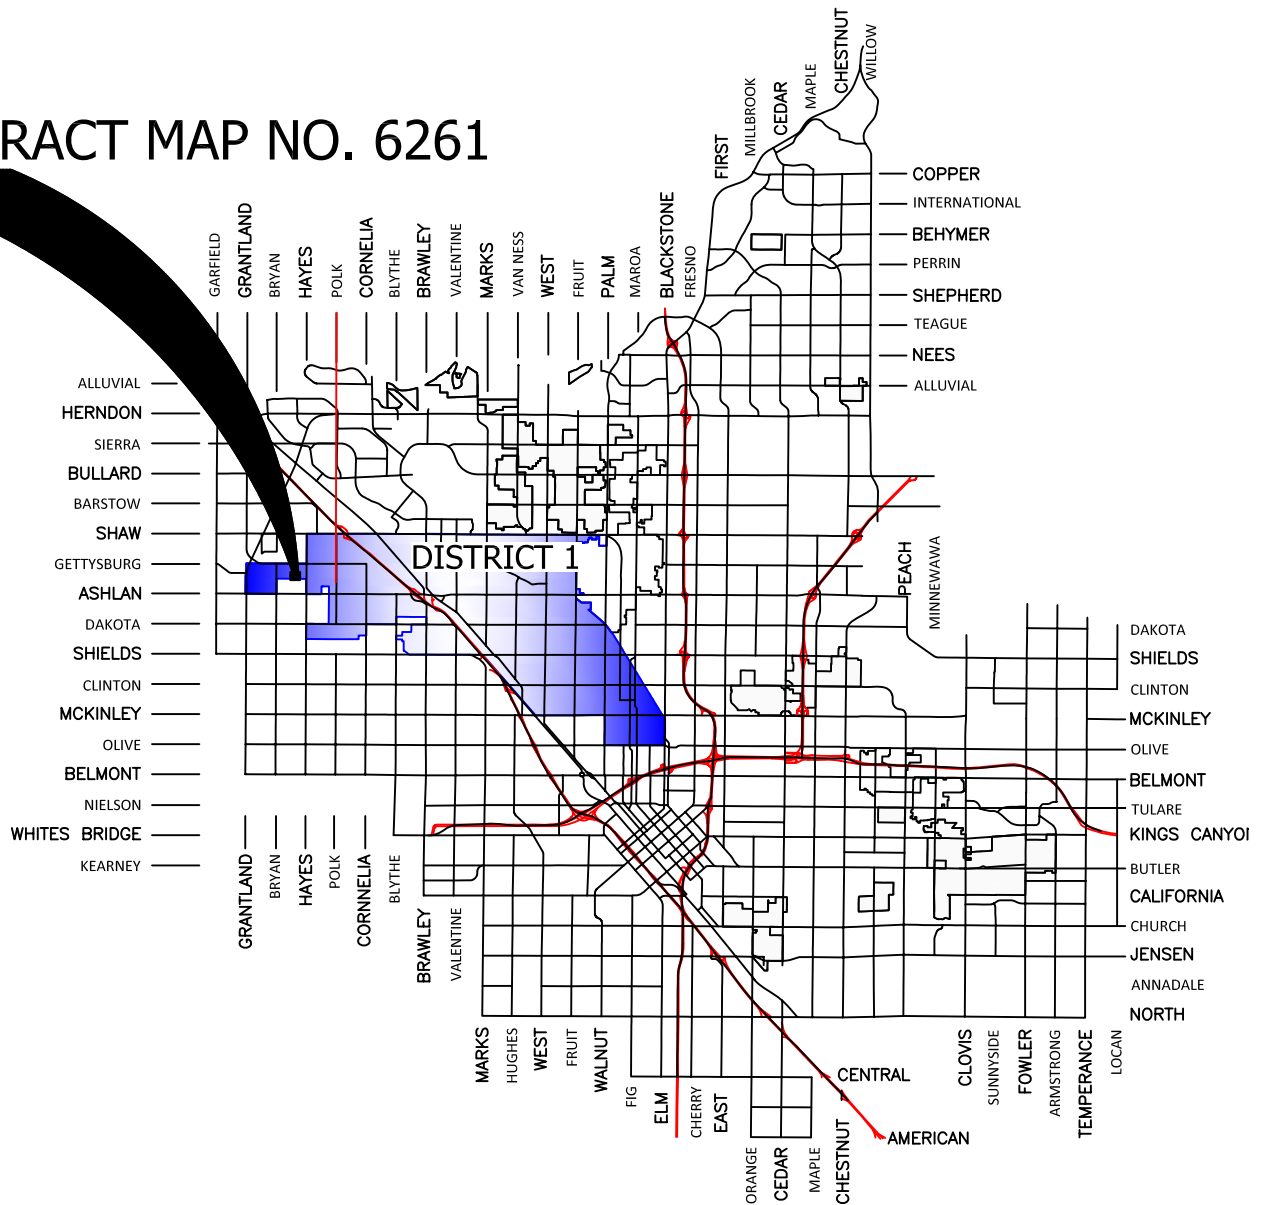 RACT MAP NO. 6261
CHESTNUT
WILLOW
MAPLE
CEDAR
MILLBROOK
FIRST
COPPER
INTERNATIONAL
BEHYMER
PERRIN
SHEPHERD
TEAGUE
NEES
ALLUVIAL
GARFIELD
GRANTLAND
BRYAN
HAYES
POLK
CORNELIA
BLYTHE
BRAWLEY
VALENTINE
MARKS
VAN NESS
WEST
FRUIT
PALM
MAROA
BLACKSTONE
FRESNO
ALLUVIAL
HERNDON
SIERRA
BULLARD
BARSTOW
SHAW
GETTYSBURG
ASHLAN
DAKOTA
SHIELDS
CLINTON
MCKINLEY
OLIVE
BELMONT
NIELSON
WHITES BRIDGE
KEARNEY
DISTRICT 1
PEACH
MINNEWAWA
DAKOTA
SHIELDS
CLINTON
MCKINLEY
OLIVE
BELMONT
TULARE
KINGS CANYO
BUTLER
CALIFORNIA
CHURCH
JENSEN
ANNADALE
NORTH
GRANTLAND
BRYAN
HAYES
POLK
CORNNELIA
BLYTHE
BRAWLEY
VALENTINE
MARKS
HUGHES
WEST
FRUIT
WALNUT
FIG
ELM
CHERRY
EAST
ORANGE
CEDAR
MAPLE
CHESTNUT
CENTRAL
AMERICAN
CLOVIS
SUNNYSIDE
FOWLER
ARMSTRONG
TEMPERANCE
LOCAN